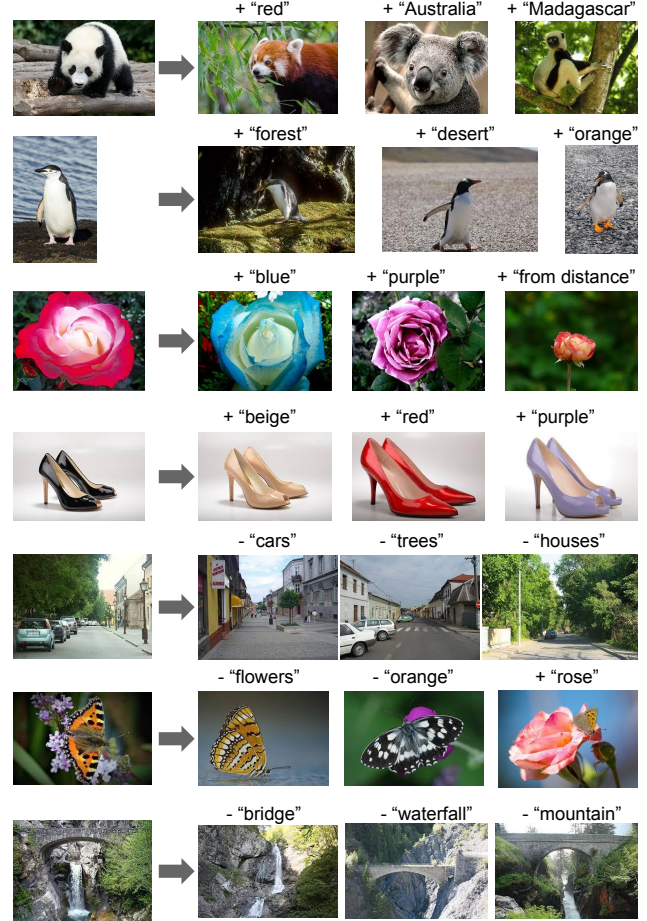 + “red” + “Australia” + “Madagascar”
+ “forest” + “desert” + “orange”
+ “blue” + “purple” + “from distance”
+ “beige” + “red” + “purple”
- “cars” - “trees” - “houses”
- “flowers” - “orange” + “rose”
- “bridge” - “waterfall” - “mountain”